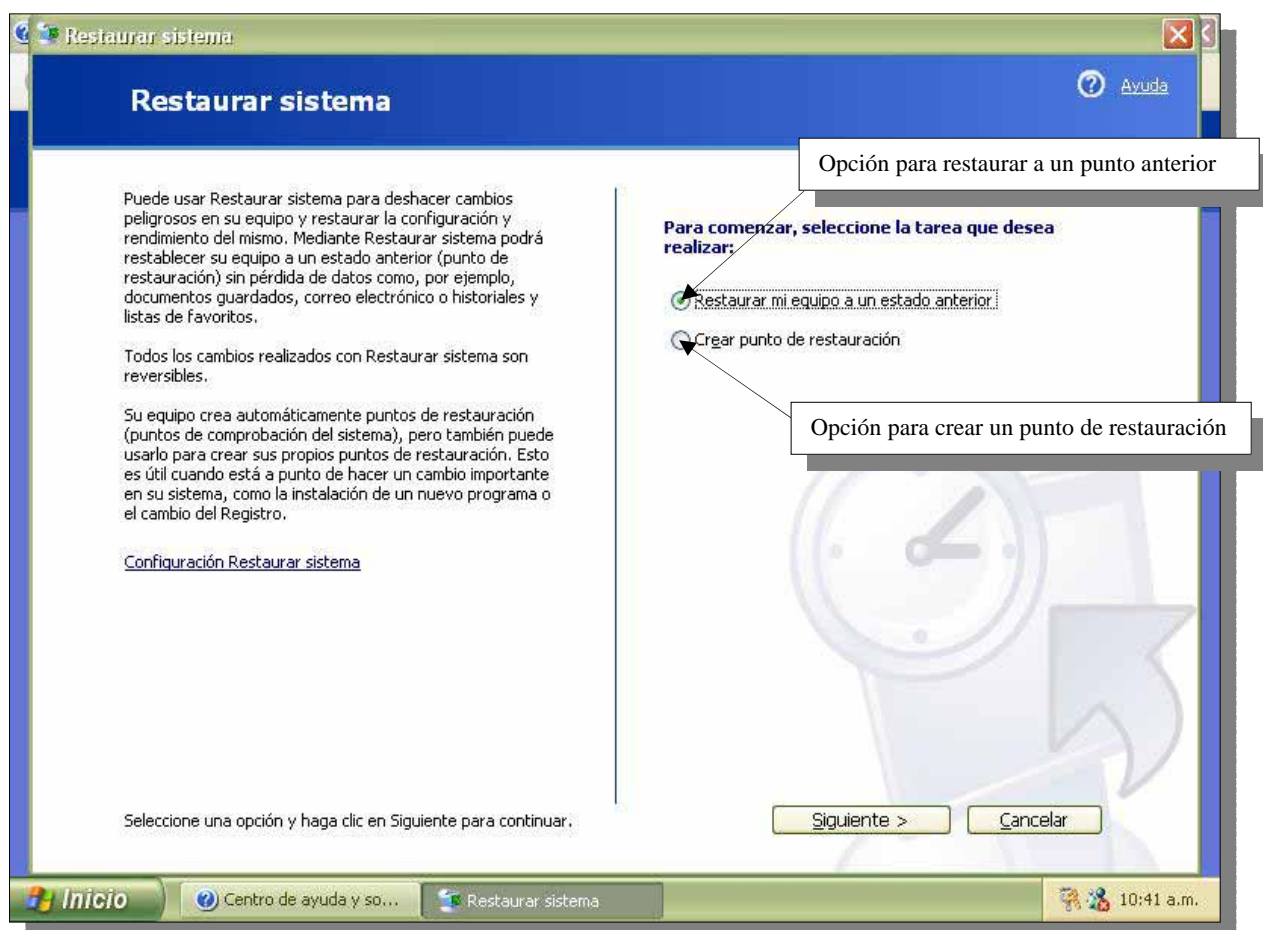 Restaurar sistema
Restaurar sistema
Ayuda
Opción para restaurar a un punto anterior
Puede usar Restaurar sistema para deshacer cambios
peligrosos en su equipo y restaurar la configuración y
rendimiento del mismo. Mediante Restaurar sistema podrá
restablecer su equipo a un estado anterior (punto de
restauración) sin pérdida de datos como, por ejemplo,
documentos guardados, correo electrónico o historiales y
listas de favoritos.
Todos los cambios realizados con Restaurar sistema son
reversibles.
Su equipo crea automáticamente puntos de restauración
(puntos de comprobación del sistema), pero también puede
usarlo para crear sus propios puntos de restauración. Esto
es útil cuando está a punto de hacer un cambio importante
en su sistema, como la instalación de un nuevo programa o
el cambio del Registro.
Configuración Restaurar sistema
Para comenzar, seleccione la tarea que desea
realizar:
Restaurar mi equipo a un estado anterior
Crear punto de restauración
Opción para crear un punto de restauración
Seleccione una opción y haga clic en Siguiente para continuar.
Siguiente >
Cancelar
Inicio
Centro de ayuda y so...
Restaurar sistema
10:41 a.m.